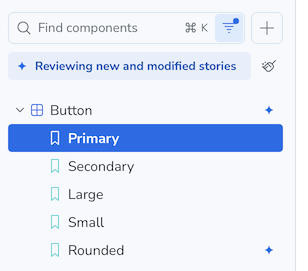 Find components ⌘ K
Reviewing new and modified stories
Button
Primary
Secondary
Large
Small
Rounded